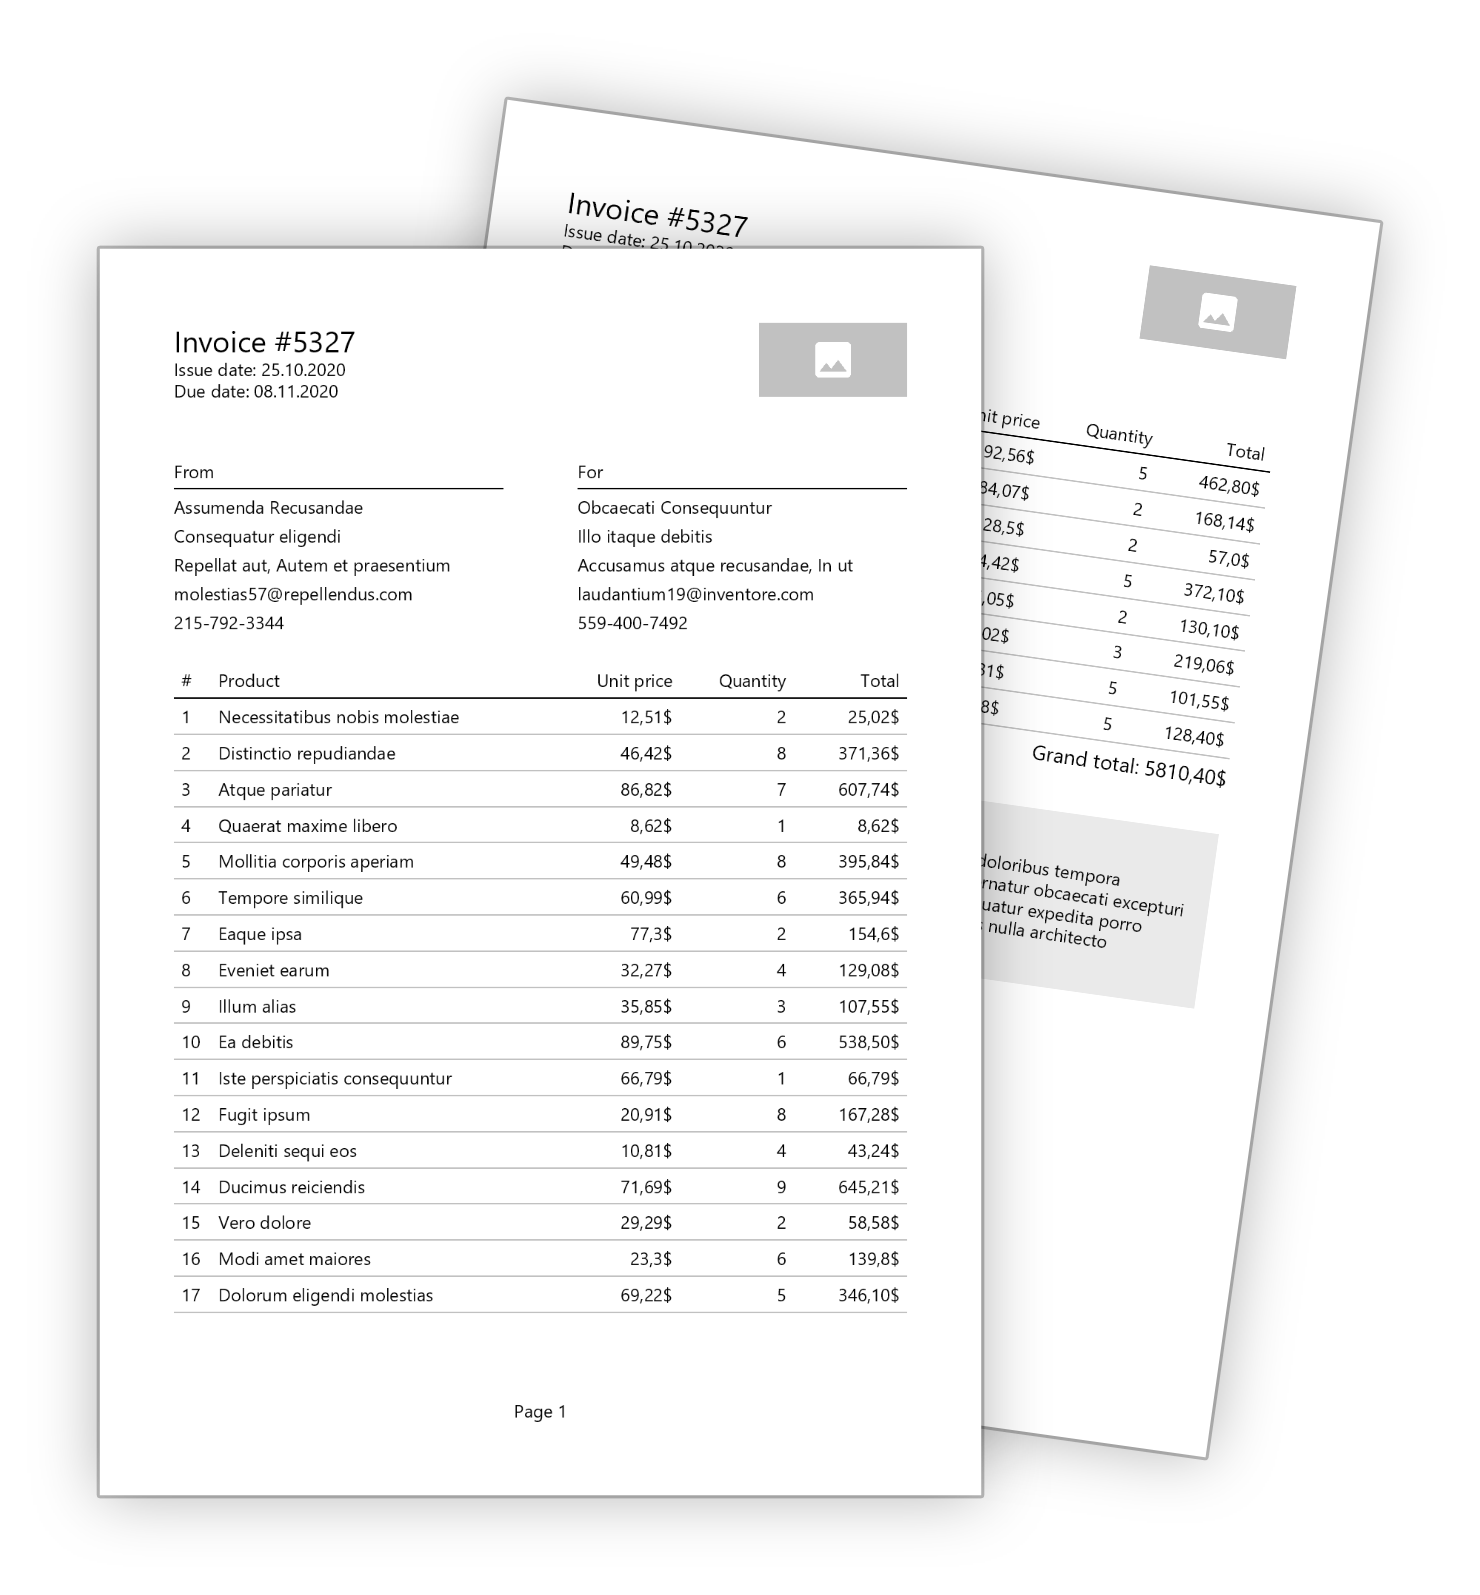 Invoice #5327
Issue date: 25.10.2020
Due date: 08.11.2020
From
Assumenda Recusandae
Consequatur eligendi
Repellat aut, Autem et praesentium
molestias57@repellendus.com
215-792-3344
For
Obcaecati Consequuntur
Illo itaque debitis
Accusamus atque recusandae, In ut
laudantium19@inventore.com
559-400-7492
# Product Unit price Quantity Total
1 Necessitatibus nobis molestiae 12,51$ 2 25,02$
2 Distinctio repudiandae 46,42$ 8 371,36$
3 Atque pariatur 86,82$ 7 607,74$
4 Quaerat maxime libero 8,62$ 1 8,62$
5 Mollitia corporis aperiam 49,48$ 8 395,84$
6 Tempore similique 60,99$ 6 365,94$
7 Eaque ipsa 77,3$ 2 154,6$
8 Eveniet earum 32,27$ 4 129,08$
9 Illum alias 35,85$ 3 107,55$
10 Ea debitis 89,75$ 6 538,50$
11 Iste perspiciatis consequuntur 66,79$ 1 66,79$
12 Fugit ipsum 20,91$ 8 167,28$
13 Deleniti sequi eos 10,81$ 4 43,24$
14 Ducimus reiciendis 71,69$ 9 645,21$
15 Vero dolore 29,29$ 2 58,58$
16 Modi amet maiores 23,3$ 6 139,8$
17 Dolorum eligendi molestias 69,22$ 5 346,10$
Page 1
Invoice #5327
Issue date: 25.10.2020
price Quantity Total
92,56$ 5 462,80$
84,07$ 2 168,14$
28,5$ 2 57,0$
5 372,10$
2 130,10$
3 219,06$
5 101,55$
5 128,40$
Grand total: 5810,40$
doloribus tempora
obcaecati excepturi
expedita porro
nulla architecto